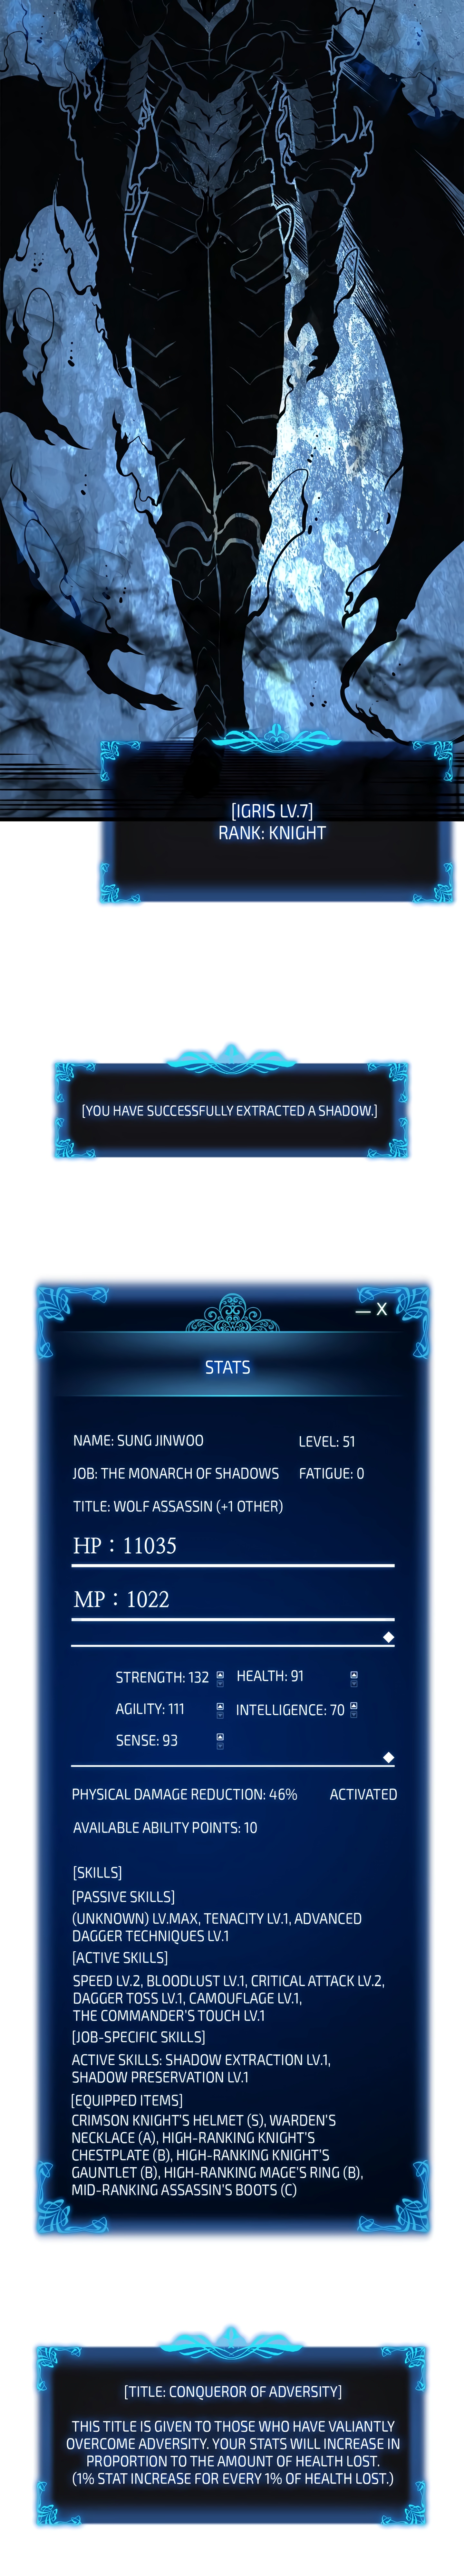 [IGRIS LV.7]
RANK: KNIGHT
[YOU HAVE SUCCESSFULLY EXTRACTED A SHADOW.]
— X
STATS
NAME: SUNG JINWOO
LEVEL: 51
JOB: THE MONARCH OF SHADOWS
FATIGUE: 0
TITLE: WOLF ASSASSIN (+1 OTHER)
HP : 11035
MP : 1022
STRENGTH: 132
HEALTH: 91
AGILITY: 111
INTELLIGENCE: 70
SENSE: 93
PHYSICAL DAMAGE REDUCTION: 46%
ACTIVATED
AVAILABLE ABILITY POINTS: 10
[SKILLS]
[PASSIVE SKILLS]
(UNKNOWN) LV.MAX, TENACITY LV.1, ADVANCED
DAGGER TECHNIQUES LV.1
[ACTIVE SKILLS]
SPEED LV.2, BLOODLUST LV.1, CRITICAL ATTACK LV.2,
DAGGER TOSS LV.1, CAMOUFLAGE LV.1,
THE COMMANDER'S TOUCH LV.1
[JOB-SPECIFIC SKILLS]
ACTIVE SKILLS: SHADOW EXTRACTION LV.1,
SHADOW PRESERVATION LV.1
[EQUIPPED ITEMS]
CRIMSON KNIGHT'S HELMET (S), WARDEN'S
NECKLACE (A), HIGH-RANKING KNIGHT'S
CHESTPLATE (B), HIGH-RANKING KNIGHT'S
GAUNTLET (B), HIGH-RANKING MAGE'S RING (B),
MID-RANKING ASSASSIN'S BOOTS (C)
[TITLE: CONQUEROR OF ADVERSITY]
THIS TITLE IS GIVEN TO THOSE WHO HAVE VALIANTLY
OVERCOME ADVERSITY. YOUR STATS WILL INCREASE IN
PROPORTION TO THE AMOUNT OF HEALTH LOST.
(1% STAT INCREASE FOR EVERY 1% OF HEALTH LOST.)